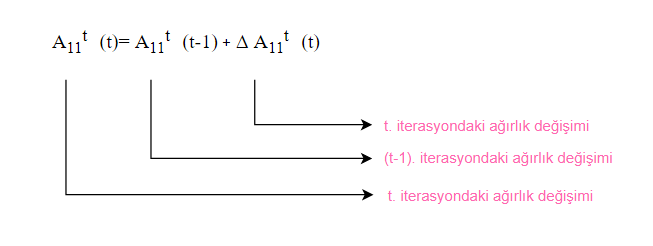 A₁₁ᵗ (t)= A₁₁ᵗ (t-1) + Δ A₁₁ᵗ (t)
t. iterasyondaki ağırlık değişimi
(t-1). iterasyondaki ağırlık değişimi
t. iterasyondaki ağırlık değişimi